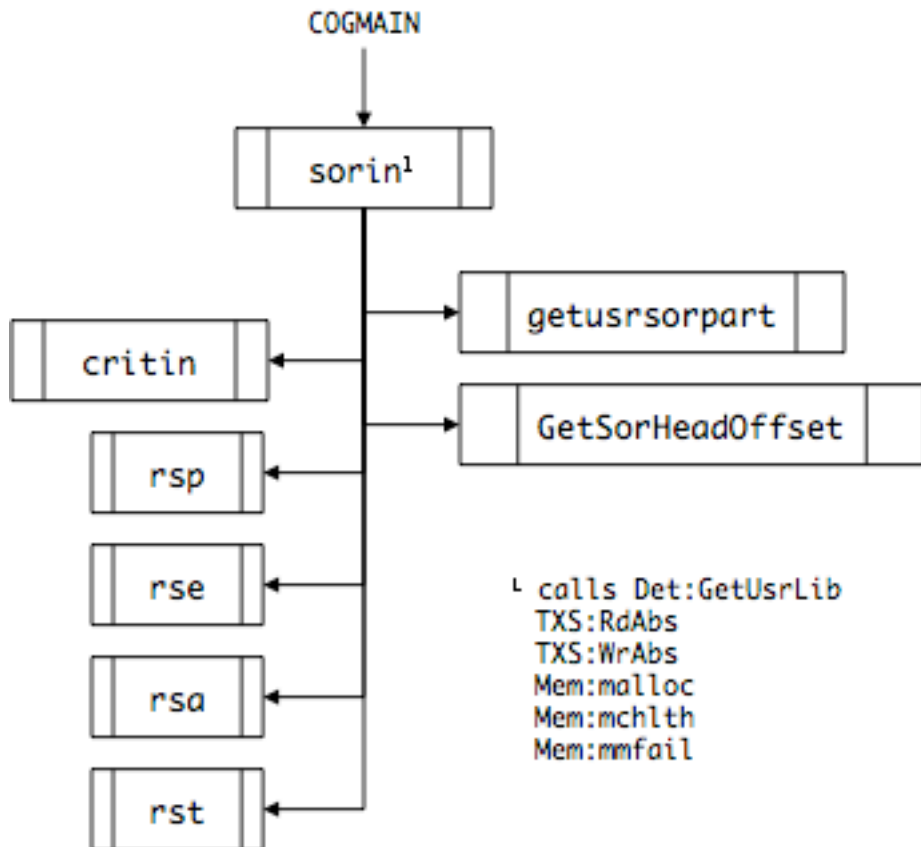 COGMAIN
sorin¹
getusrsorpart
critin
GetSorHeadOffset
rsp
rse
¹ calls Det:GetUsrLib
TXS:RdAbs
TXS:WrAbs
rsa
Mem:malloc
Mem:mchlth
Mem:mmfail
rst